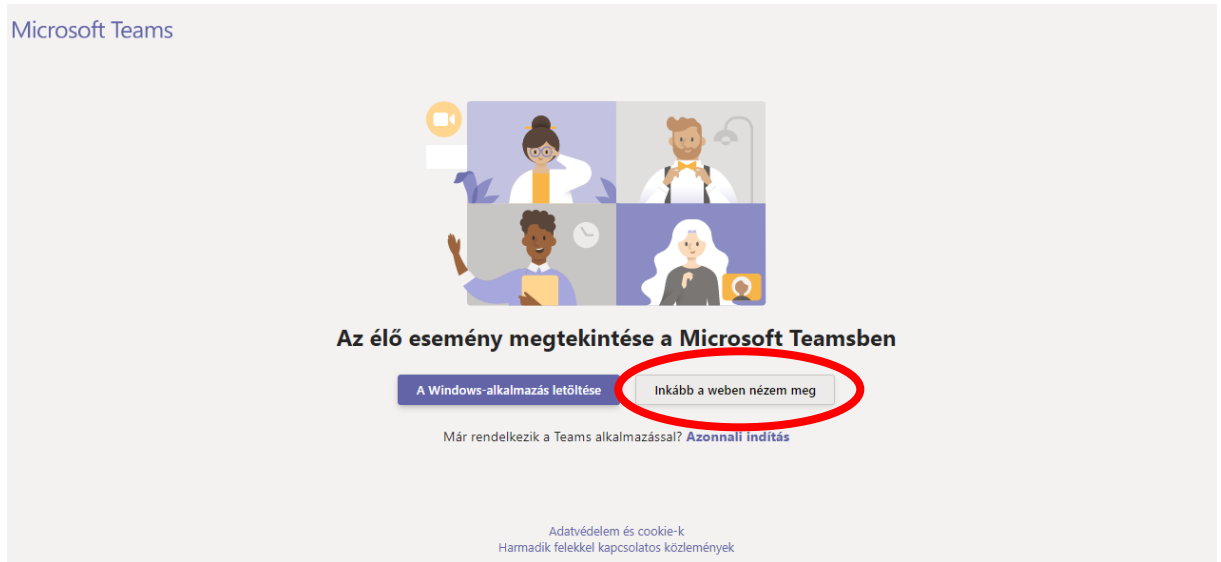 Microsoft Teams
Az élő esemény megtekintése a Microsoft Teamsben
A Windows-alkalmazás letöltése
Inkább a weben nézem meg
Már rendelkezik a Teams alkalmazással? Azonnali indítás
Adatvédelem és cookie-k
Harmadik felekkel kapcsolatos közlemények